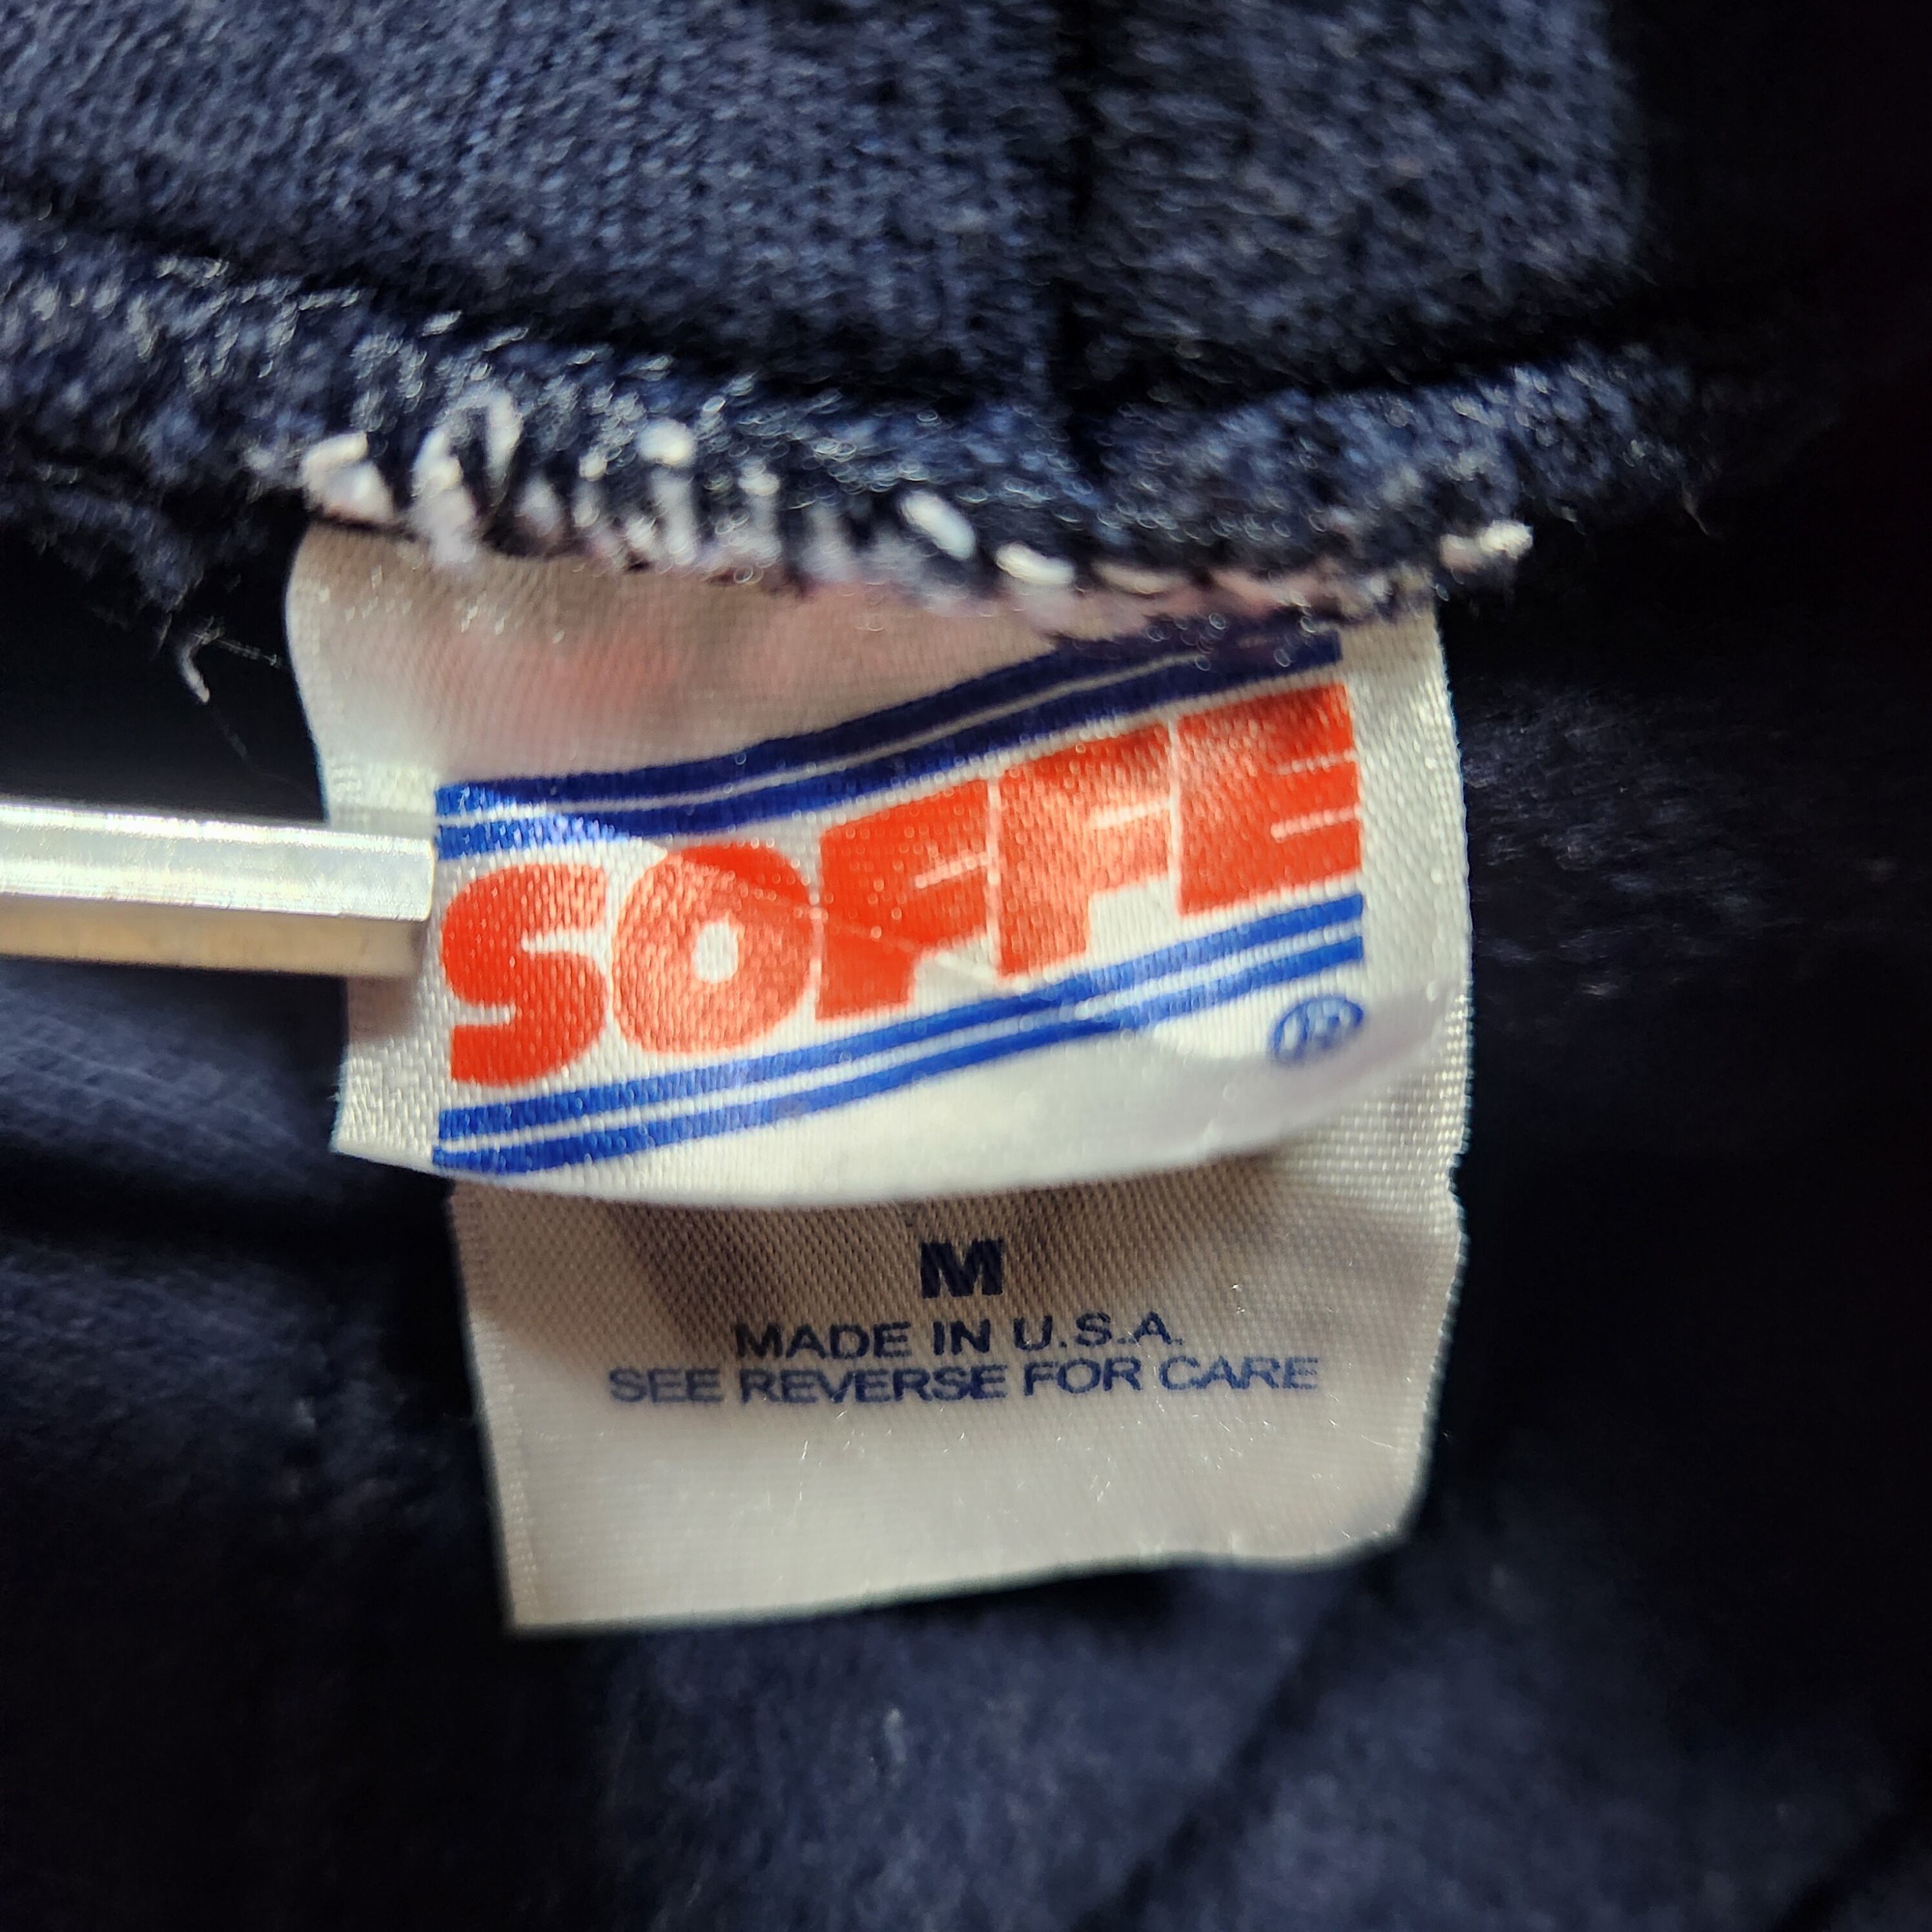 SOFFE
®
M
MADE IN U.S.A.
SEE REVERSE FOR CARE